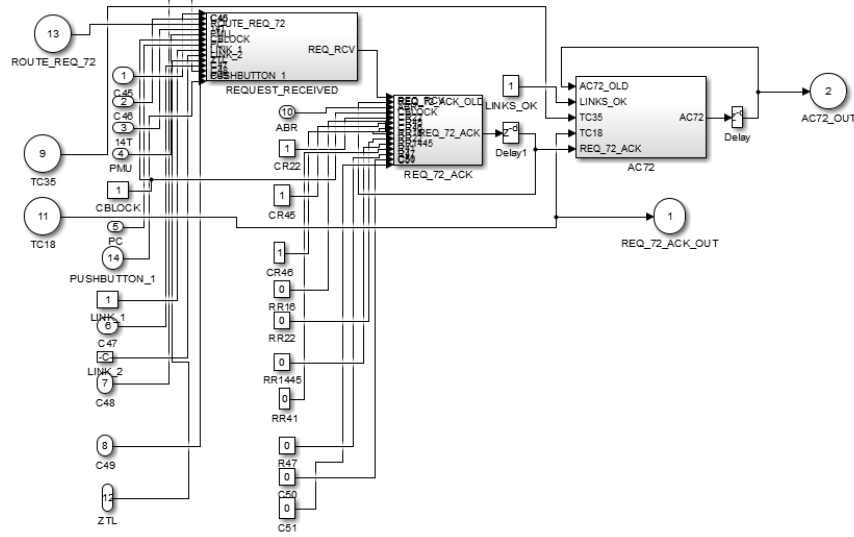 13
ROUTE_REQ_72
1
C45
2
C46
3
14T
4
PMU
9
TC35
1
CBLOCK
11
TC18
5
PC
14
PUSHBUTTON_1
1
LINK_1
6
C47
-C-
LINK_2
7
C48
8
C49
12
ZTL
ROUTE_REQ_72
CBLOCK
LINK_1
LINK_2
ZTL
PUSHBUTTON_1
REQ_RCV
REQUEST_RECEIVED
10
ABR
1
CR22
1
CR45
1
CR46
0
RR16
0
RR22
0
RR1445
0
RR41
0
R47
0
C50
0
C51
CBLOCK
RR1445
C50
REQ_72_ACK
REQ_72_ACK
Delay1
1
LINKS_OK
AC72_OLD
LINKS_OK
TC35
TC18
REQ_72_ACK
AC72
AC72
Delay
2
AC72_OUT
1
REQ_72_ACK_OUT